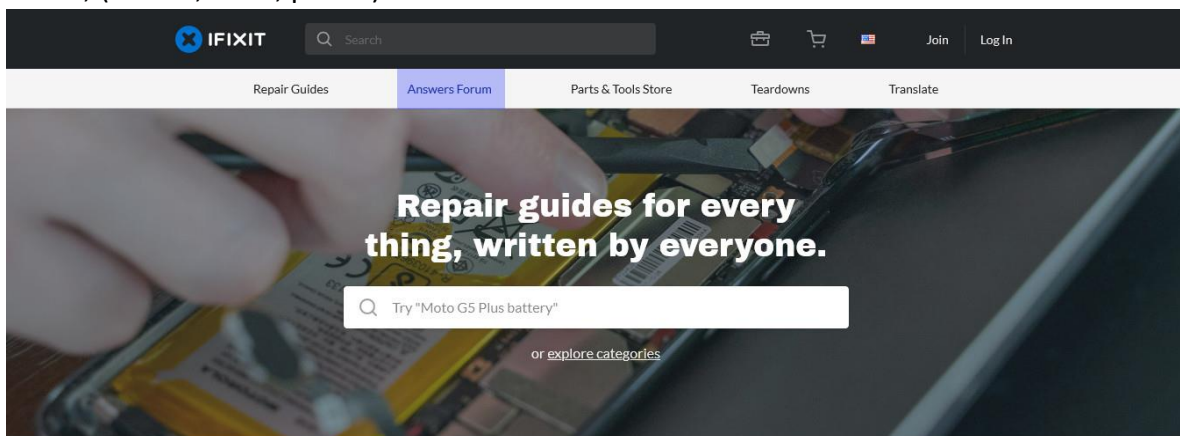 IFIXIT
Search
Join
Log In
Repair Guides
Answers Forum
Parts & Tools Store
Teardowns
Translate
Repair guides for every
thing, written by everyone.
Try "Moto G5 Plus battery"
or explore categories
MOTOROLA